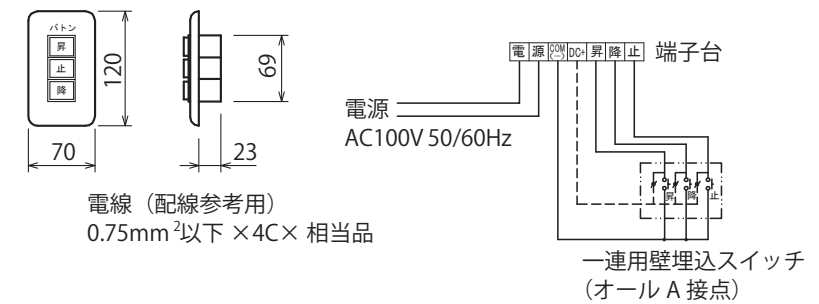 バトン
昇
止
降
120
70
69
23
電線（配線参考用）
0.75mm²以下 ×4C× 相当品
電 源 COM(−) DC+ 昇 降 止 端子台
電源
AC100V 50/60Hz
昇 降 止
一連用壁埋込スイッチ
（オール A 接点）